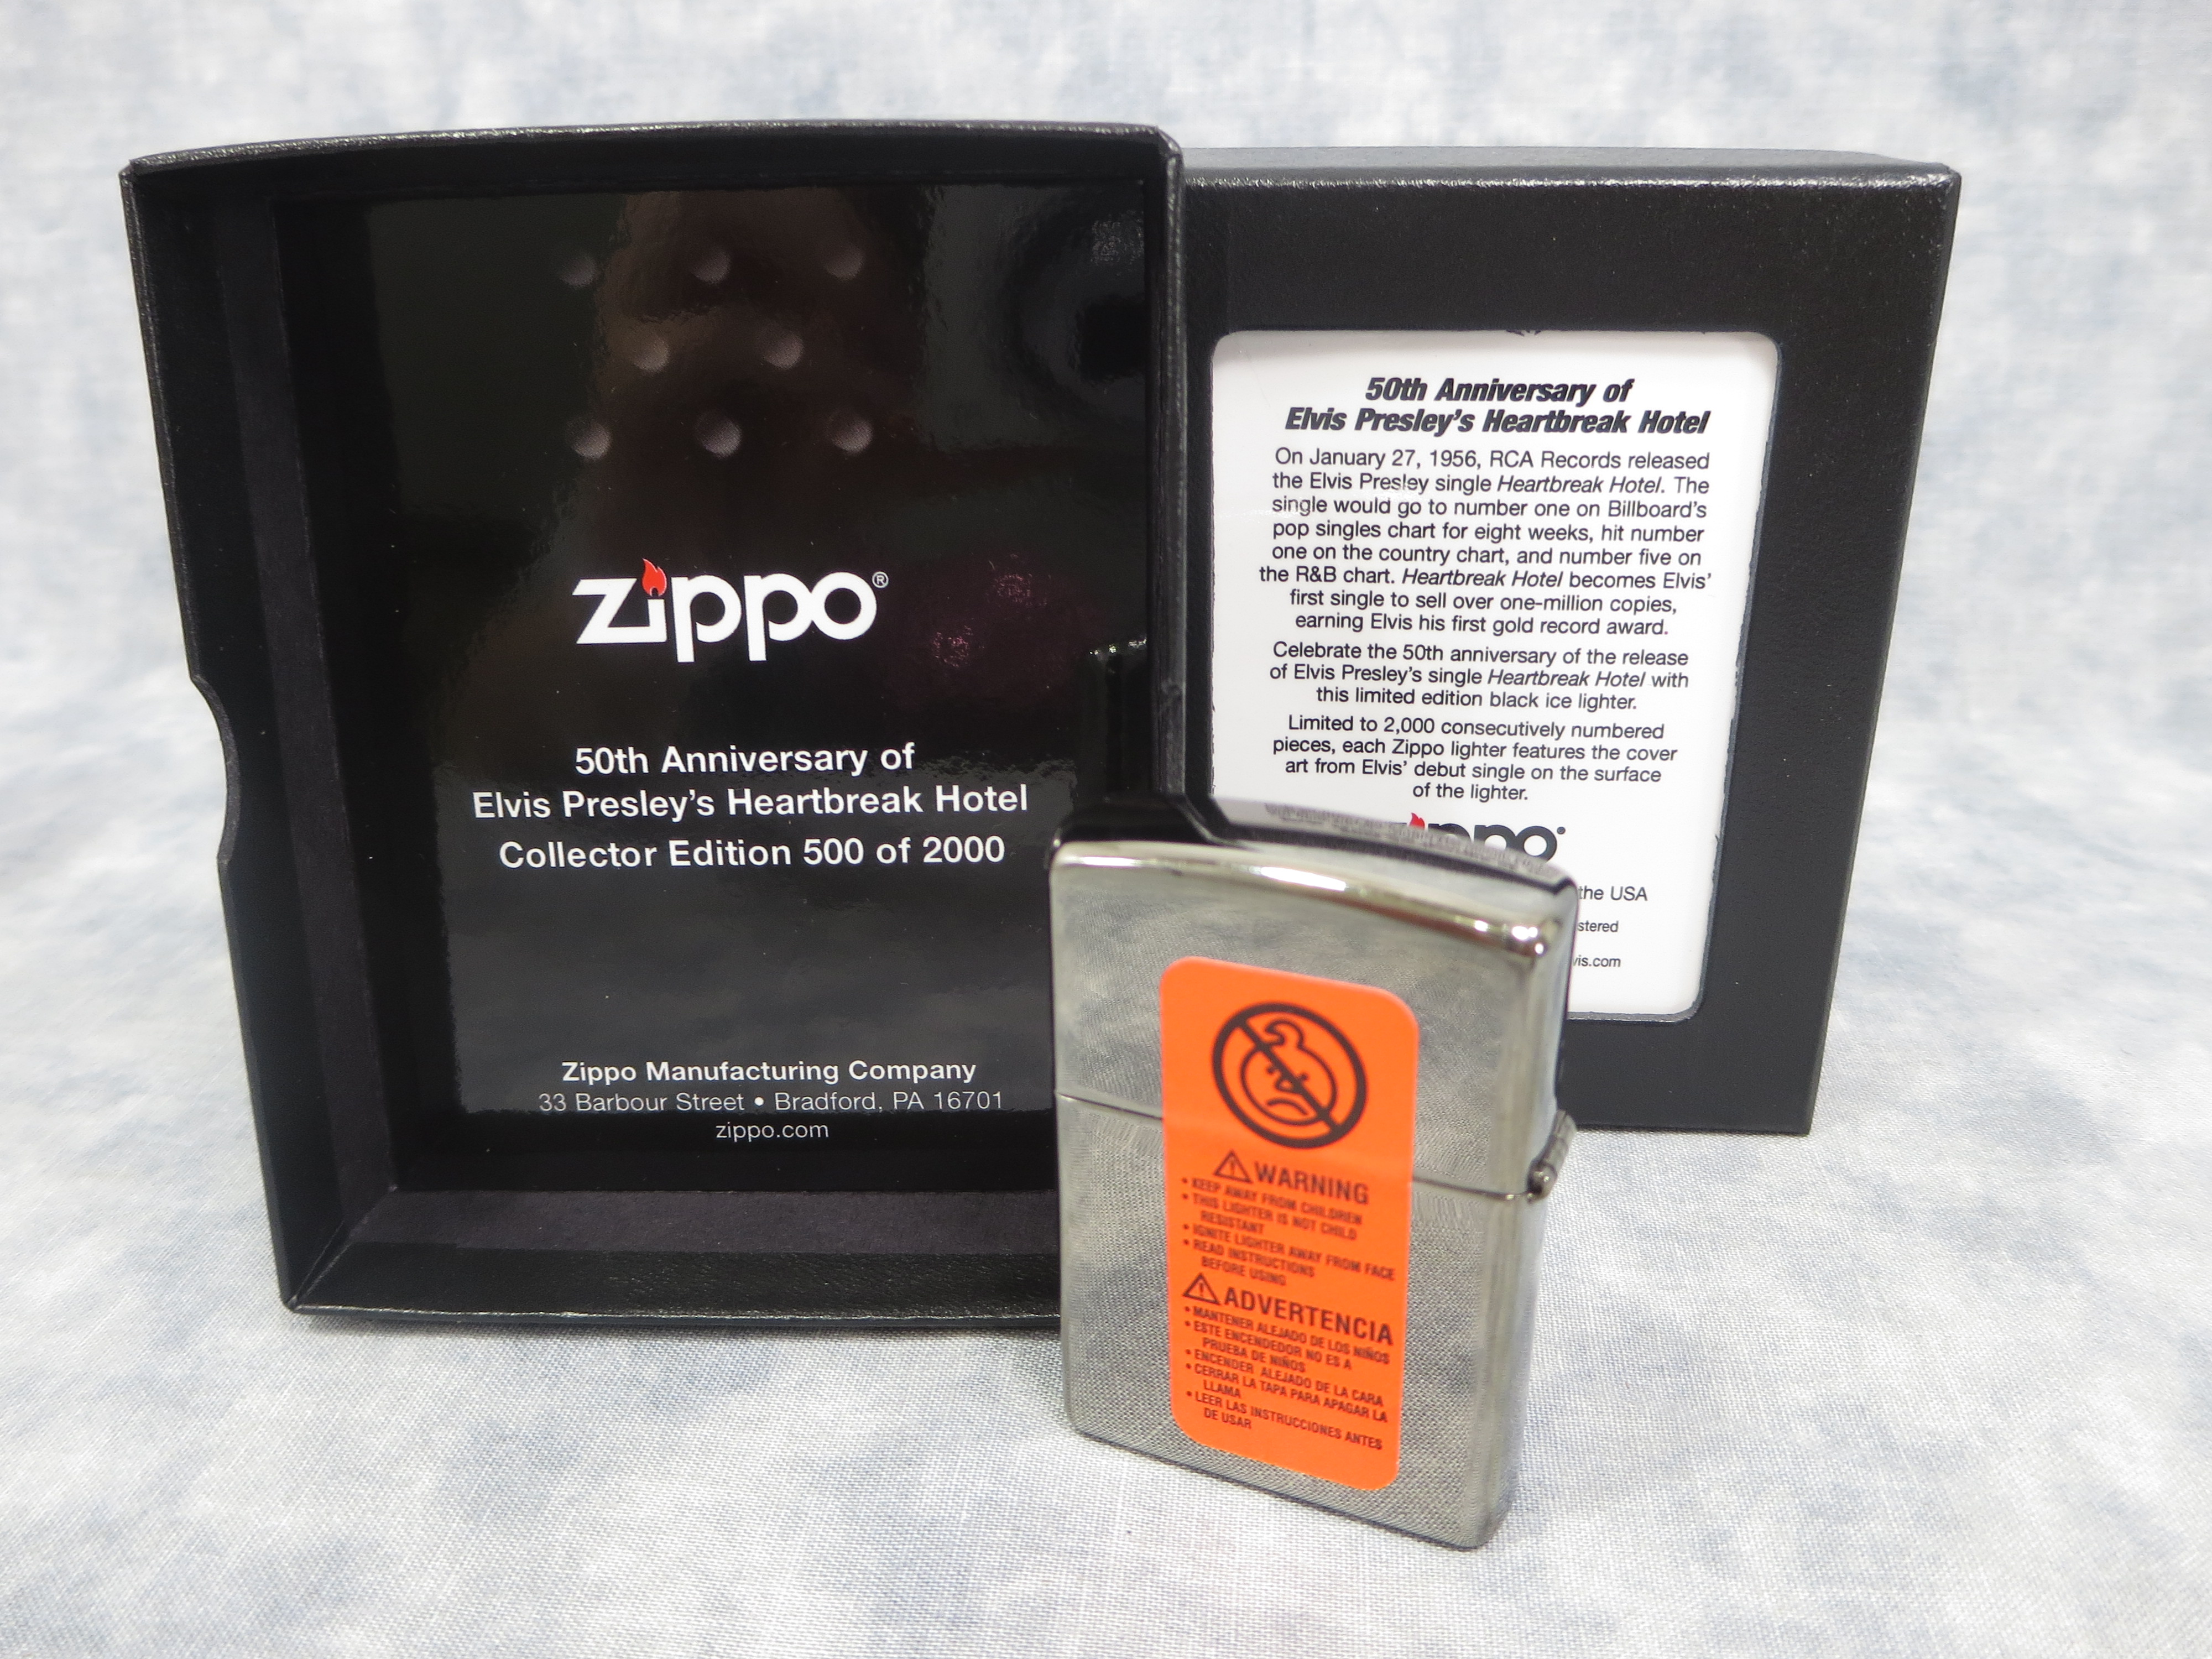 zippo®
50th Anniversary of
Elvis Presley's Heartbreak Hotel
Collector Edition 500 of 2000
Zippo Manufacturing Company
33 Barbour Street • Bradford, PA 16701
zippo.com
50th Anniversary of
Elvis Presley's Heartbreak Hotel
On January 27, 1956, RCA Records released
the Elvis Presley single Heartbreak Hotel. The
single would go to number one on Billboard's
pop singles chart for eight weeks, hit number
one on the country chart, and number five on
the R&B chart. Heartbreak Hotel becomes Elvis'
first single to sell over one-million copies,
earning Elvis his first gold record award.
Celebrate the 50th anniversary of the release
of Elvis Presley's single Heartbreak Hotel with
this limited edition black ice lighter.
Limited to 2,000 consecutively numbered
pieces, each Zippo lighter features the cover
art from Elvis' debut single on the surface
of the lighter.
the USA
⚠WARNING
• KEEP AWAY FROM CHILDREN
• THIS LIGHTER IS NOT CHILD
RESISTANT
• IGNITE LIGHTER AWAY FROM FACE
• READ INSTRUCTIONS
BEFORE USING
⚠ADVERTENCIA
• MANTENER ALEJADO DE LOS NIÑOS
• ESTE ENCENDEDOR NO ES A
PRUEBA DE NIÑOS
• ENCENDER ALEJADO DE LA CARA
• CERRAR LA TAPA PARA APAGAR LA
LLAMA
• LEER LAS INSTRUCCIONES ANTES
DE USAR